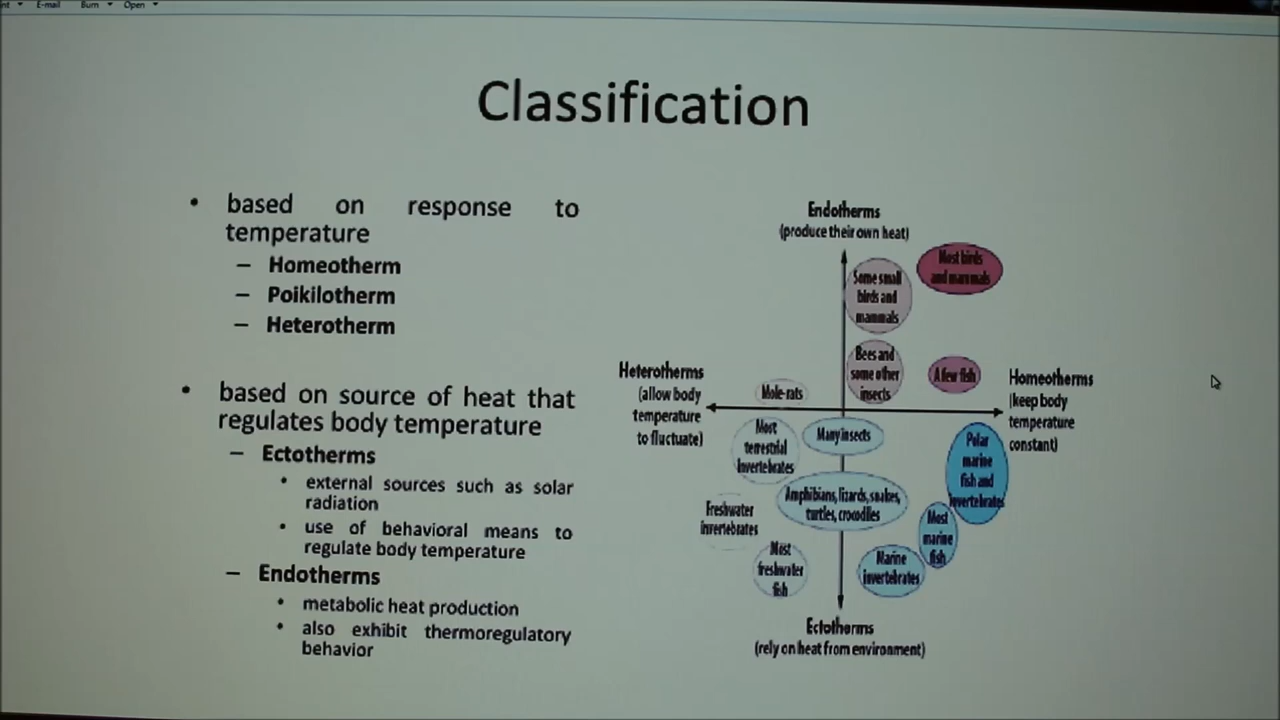 E-mail
Burn
Open
Classification
• based on response to
temperature
– Homeotherm
– Poikilotherm
– Heterotherm
• based on source of heat that
regulates body temperature
– Ectotherms
• external sources such as solar
radiation
• use of behavioral means to
regulate body temperature
– Endotherms
• metabolic heat production
• also exhibit thermoregulatory
behavior
Endotherms
(produce their own heat)
Most birds
and mammals
Some small
birds and
mammals
Bees and
some other
insects
A few fish
Heterotherms
(allow body
temperature
to fluctuate)
Mole-rats
Homeotherms
(keep body
temperature
constant)
Most
terrestrial
invertebrates
Many insects
Polar
marine
fish and
invertebrates
Amphibians, lizards, snakes,
turtles, crocodiles
Freshwater
invertebrates
Most
marine
fish
Most
freshwater
fish
Marine
invertebrates
Ectotherms
(rely on heat from environment)